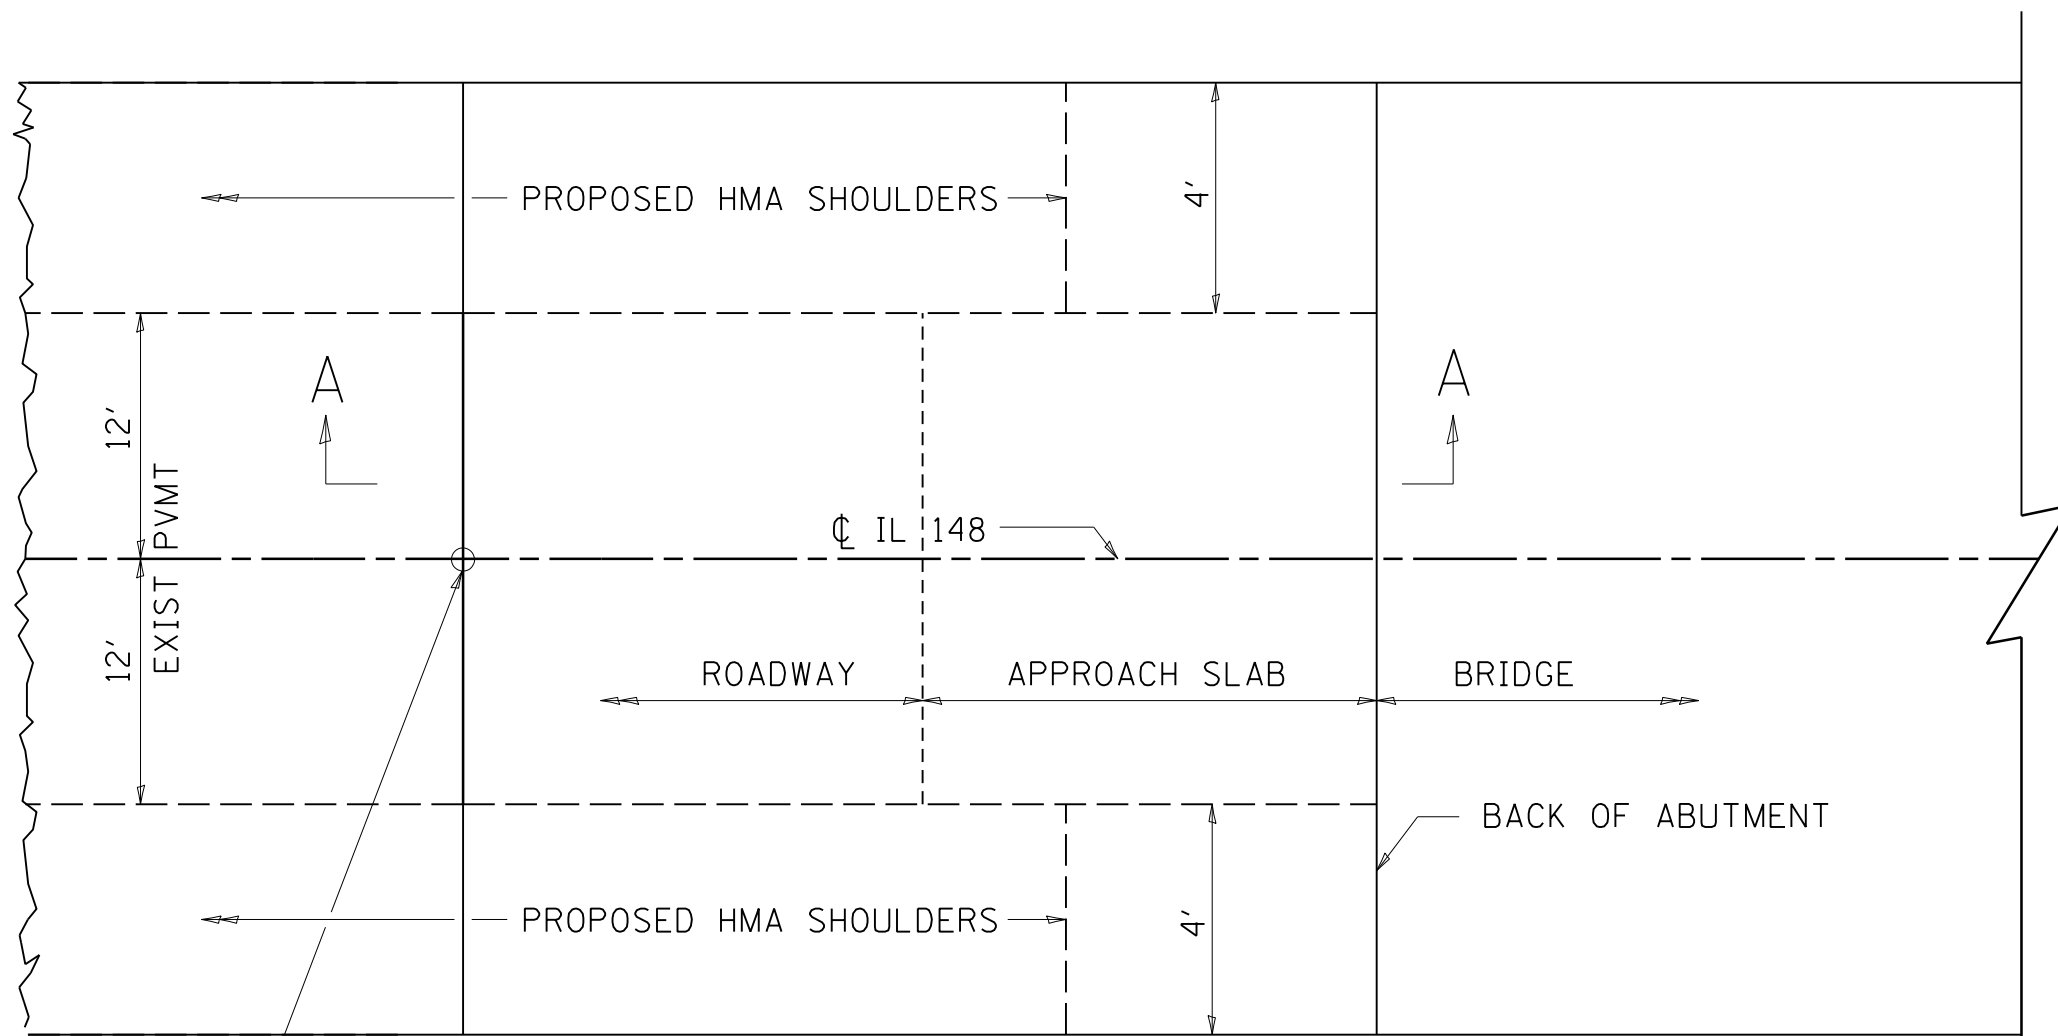 PROPOSED HMA SHOULDERS
4'
A
A
12'
EXIST PVMT
℄ IL 148
12'
ROADWAY
APPROACH SLAB
BRIDGE
BACK OF ABUTMENT
PROPOSED HMA SHOULDERS
4'